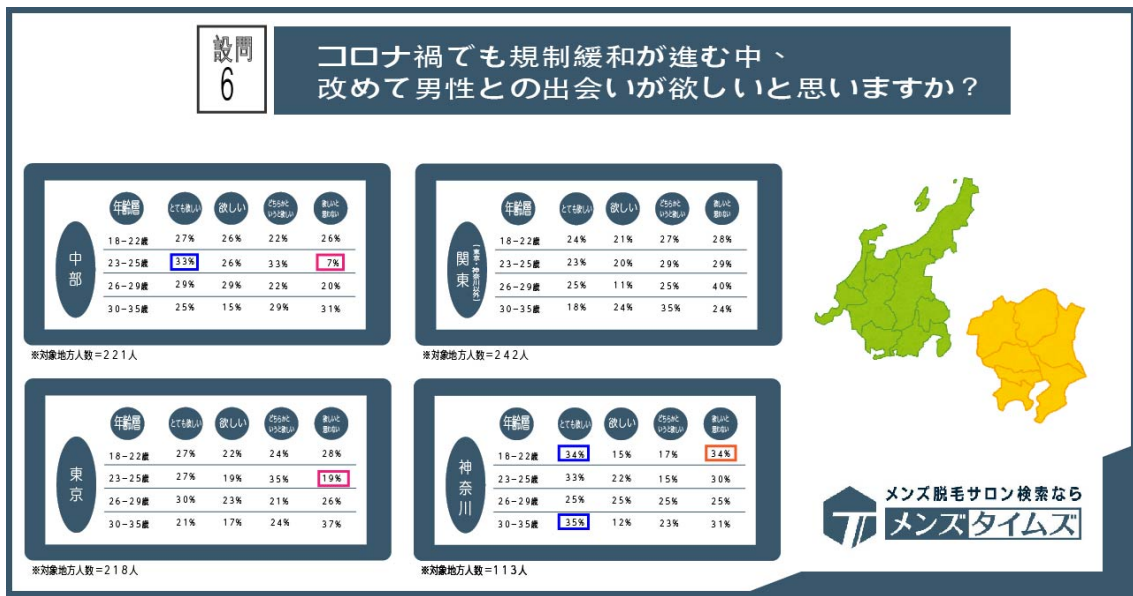 設問
6
コロナ禍でも規制緩和が進む中、
改めて男性との出会いが欲しいと思いますか？
中部
年齢層 とても欲しい 欲しい どちらかというと欲しい 欲しいと思わない
18-22歳 27% 26% 22% 26%
23-25歳 33% 26% 33% 7%
26-29歳 29% 29% 22% 20%
30-35歳 25% 15% 29% 31%
※対象地方人数=221人
関東
(東京・神奈川以外)
年齢層 とても欲しい 欲しい どちらかというと欲しい 欲しいと思わない
18-22歳 24% 21% 27% 28%
23-25歳 23% 20% 29% 29%
26-29歳 25% 11% 25% 40%
30-35歳 18% 24% 35% 24%
※対象地方人数=242人
東京
年齢層 とても欲しい 欲しい どちらかというと欲しい 欲しいと思わない
18-22歳 27% 22% 24% 28%
23-25歳 27% 19% 35% 19%
26-29歳 30% 23% 21% 26%
30-35歳 21% 17% 24% 37%
※対象地方人数=218人
神奈川
年齢層 とても欲しい 欲しい どちらかというと欲しい 欲しいと思わない
18-22歳 34% 15% 17% 34%
23-25歳 33% 22% 15% 30%
26-29歳 25% 25% 25% 25%
30-35歳 35% 12% 23% 31%
※対象地方人数=113人
メンズ脱毛サロン検索なら
メンズタイムズ